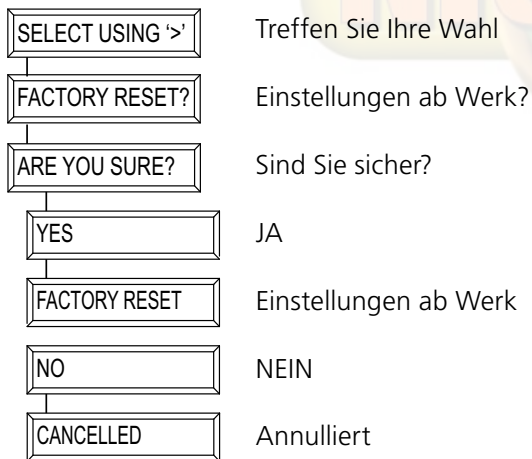 SELECT USING ‘>’ Treffen Sie Ihre Wahl
FACTORY RESET? Einstellungen ab Werk?
ARE YOU SURE? Sind Sie sicher?
YES JA
FACTORY RESET Einstellungen ab Werk
NO NEIN
CANCELLED Annulliert